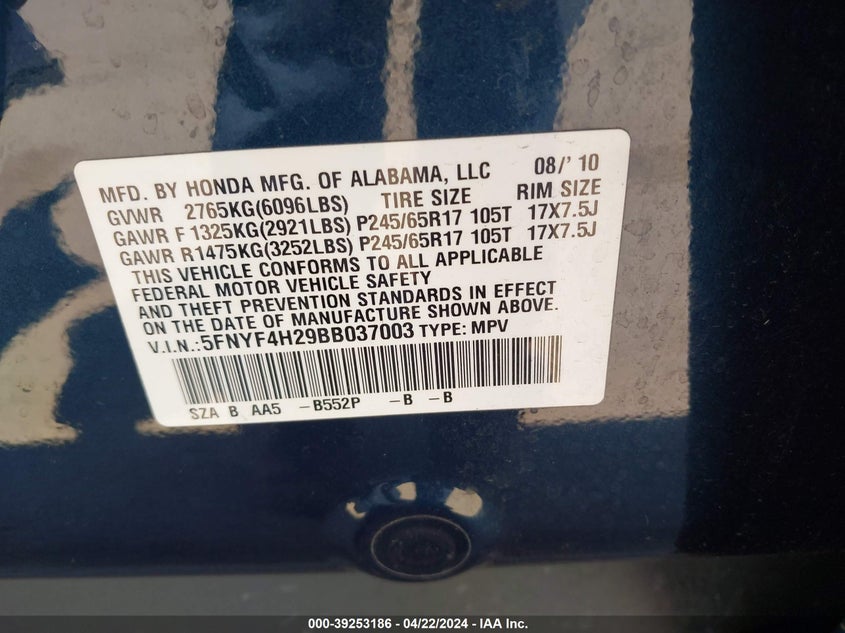 MFD. BY HONDA MFG. OF ALABAMA, LLC 08/'10
GVWR 2765KG(6096LBS) TIRE SIZE RIM SIZE
GAWR F 1325KG(2921LBS) P245/65R17 105T 17X7.5J
GAWR R1475KG(3252LBS) P245/65R17 105T 17X7.5J
THIS VEHICLE CONFORMS TO ALL APPLICABLE
FEDERAL MOTOR VEHICLE SAFETY
AND THEFT PREVENTION STANDARDS IN EFFECT
ON THE DATE OF MANUFACTURE SHOWN ABOVE.
V.I.N.:5FNYF4H29BB037003 TYPE: MPV
SZA B AA5 -B552P -B -B
000-39253186 / 04/22/2024 - IAA Inc.